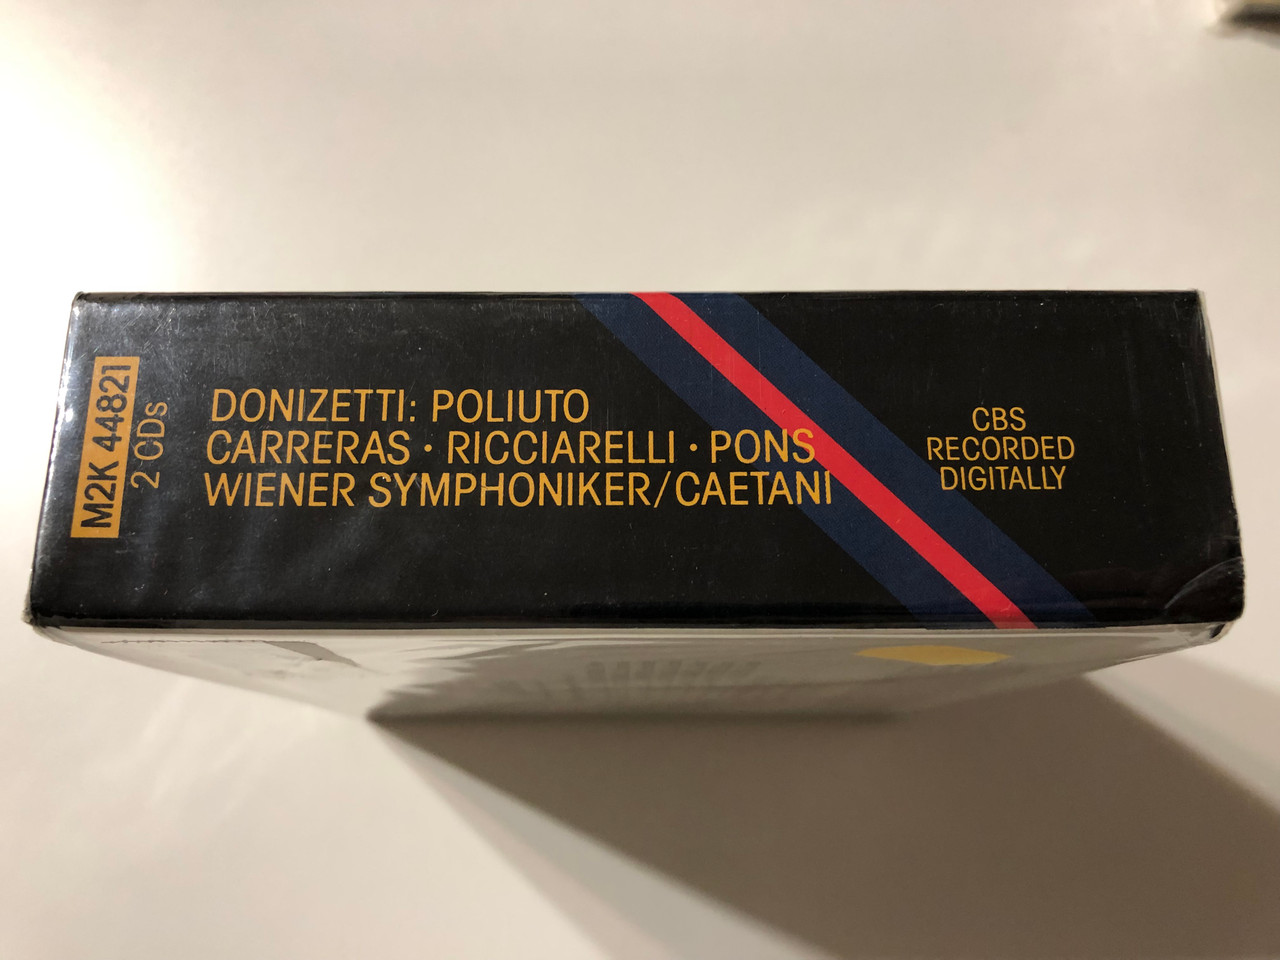 M2K 44821
2 CDs
DONIZETTI: POLIUTO
CARRERAS · RICCIARELLI · PONS
WIENER SYMPHONIKER/CAETANI
CBS
RECORDED
DIGITALLY